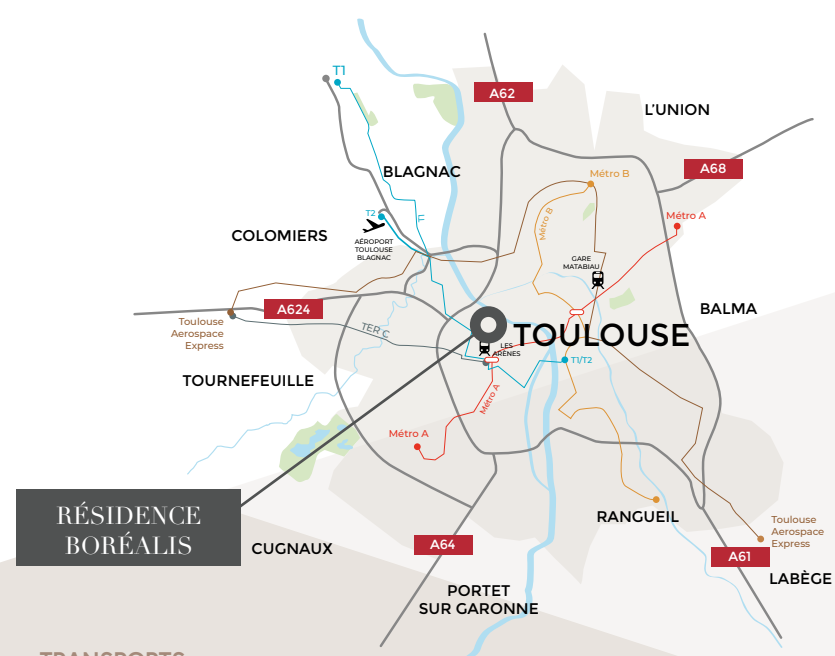 T1
A62
L'UNION
BLAGNAC
A68
Métro B
T2
T1
Métro B
Métro A
COLOMIERS
AÉROPORT
TOULOUSE
BLAGNAC
GARE
MATABIAU
A624
BALMA
Toulouse
Aerospace
Express
TER C
TOULOUSE
LES
ARÈNES
T1/T2
TOURNEFEUILLE
Métro A
Métro A
RÉSIDENCE
BORÉALIS
RANGUEIL
Toulouse
Aerospace
Express
CUGNAUX
A64
A61
LABÈGE
PORTET
SUR GARONNE
TRANSPORTS